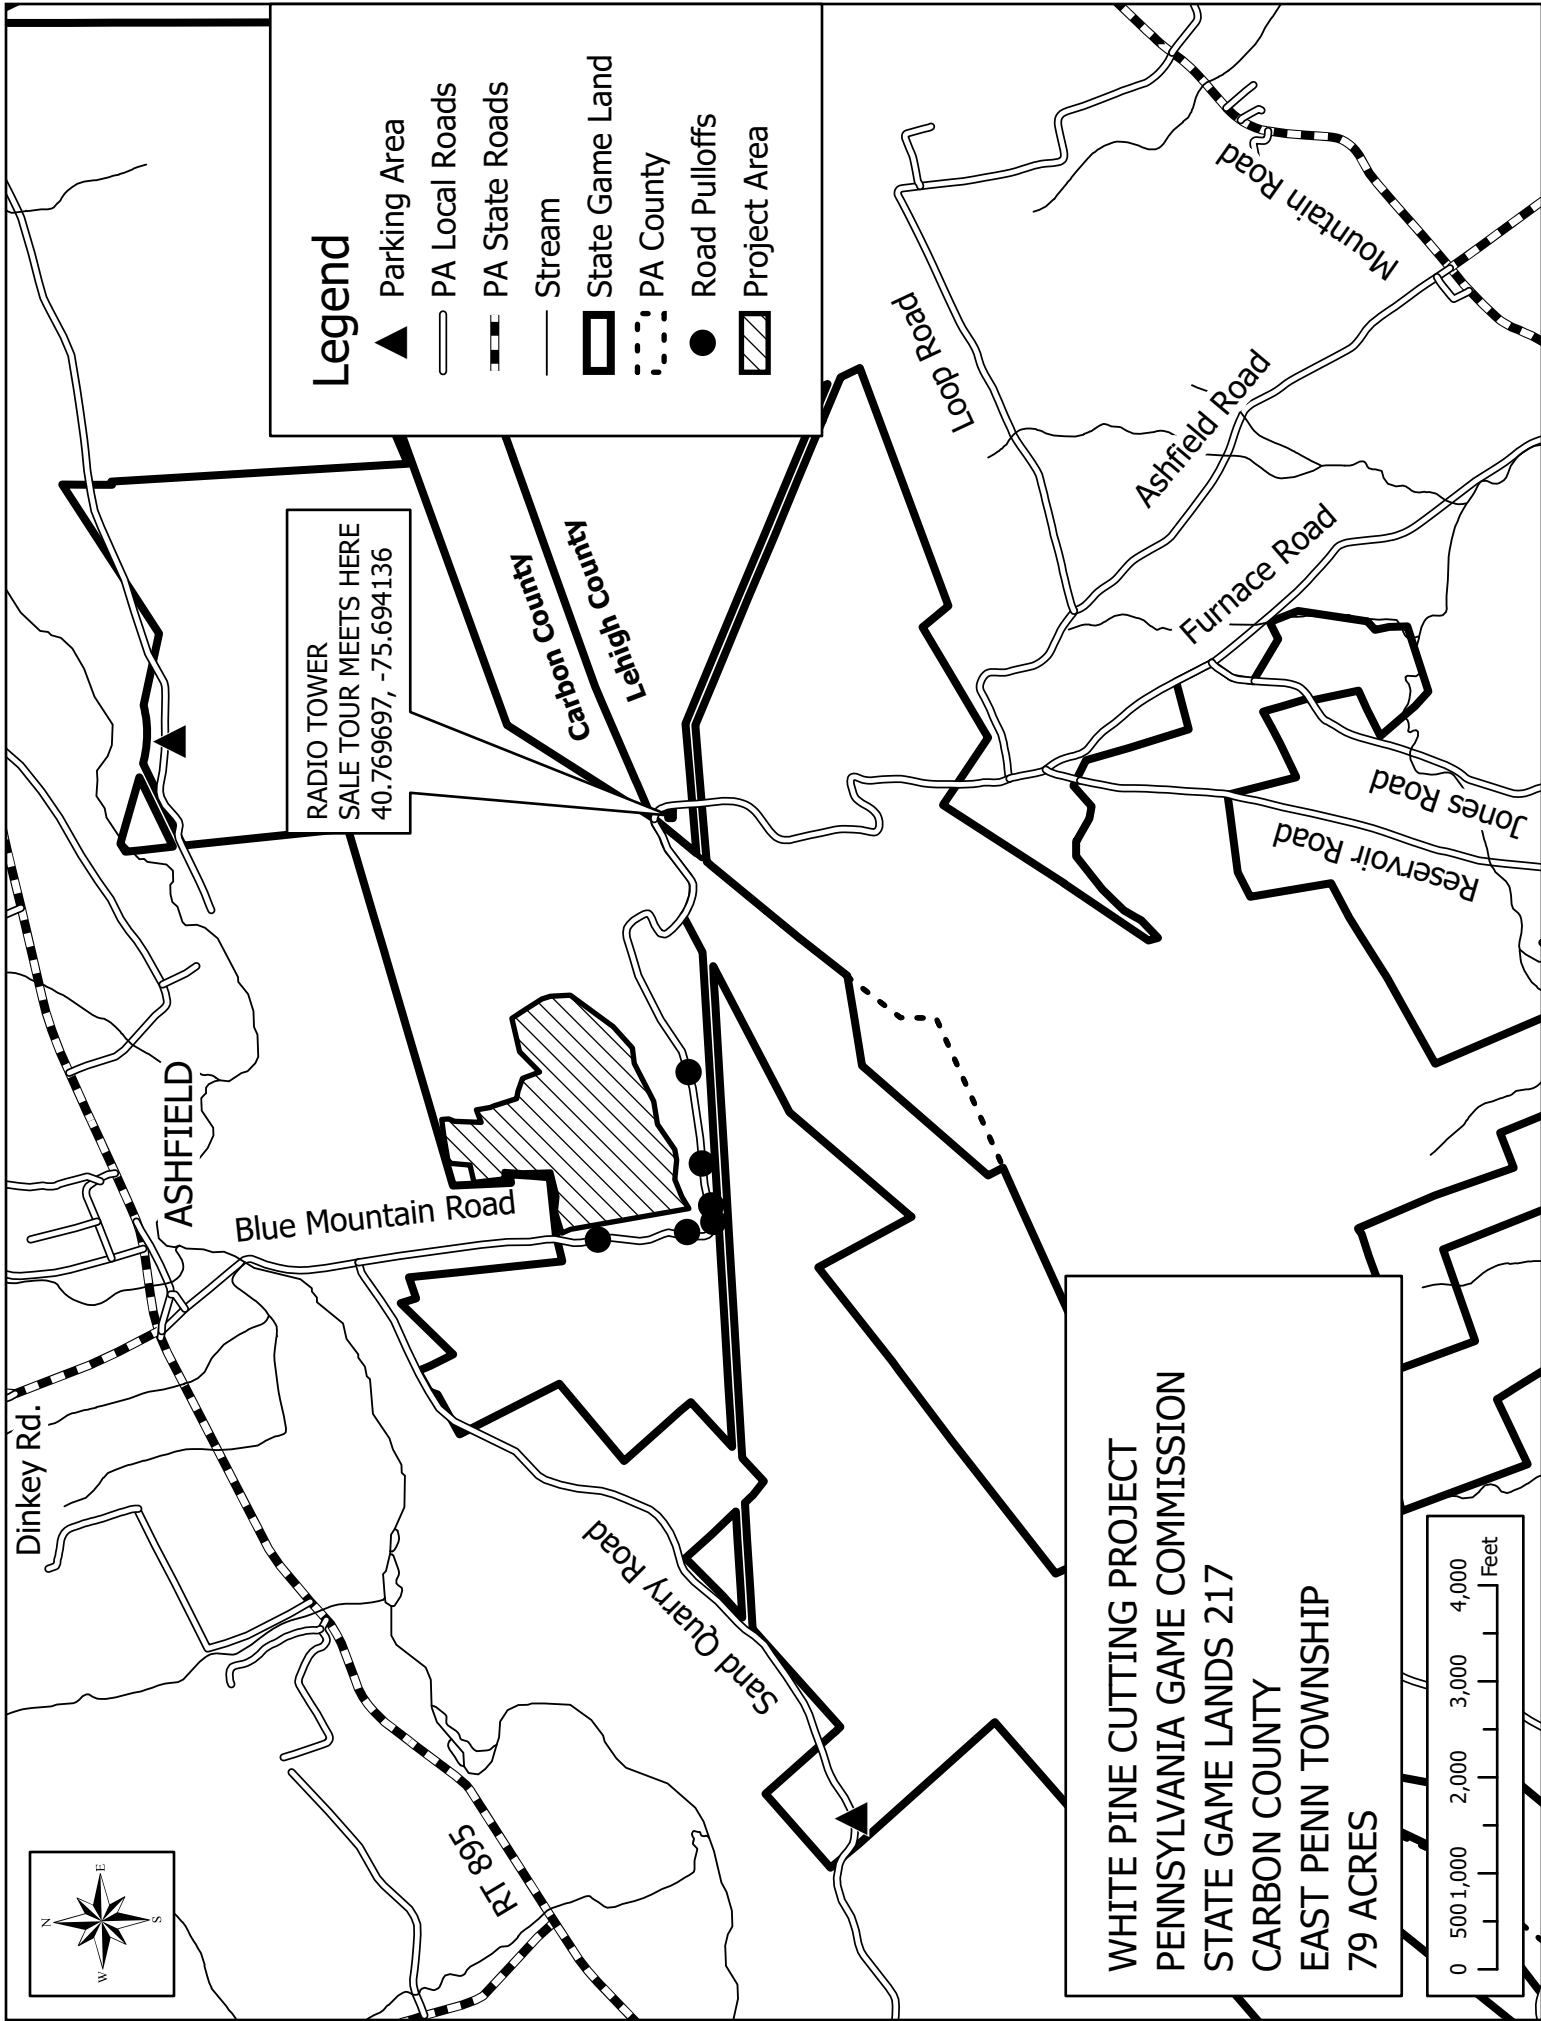 N
W
E
S
Dinkey Rd.
ASHFIELD
Blue Mountain Road
RT 895
Sand Quarry Road
RADIO TOWER
SALE TOUR MEETS HERE
40.769697, -75.694136
Carbon County
Lehigh County
Legend
Parking Area
PA Local Roads
PA State Roads
Stream
State Game Land
PA County
Road Pulloffs
Project Area
Loop Road
Ashfield Road
Mountain Road
Furnace Road
Jones Road
Reservoir Road
WHITE PINE CUTTING PROJECT
PENNSYLVANIA GAME COMMISSION
STATE GAME LANDS 217
CARBON COUNTY
EAST PENN TOWNSHIP
79 ACRES
0 500 1,000 2,000 3,000 4,000
Feet